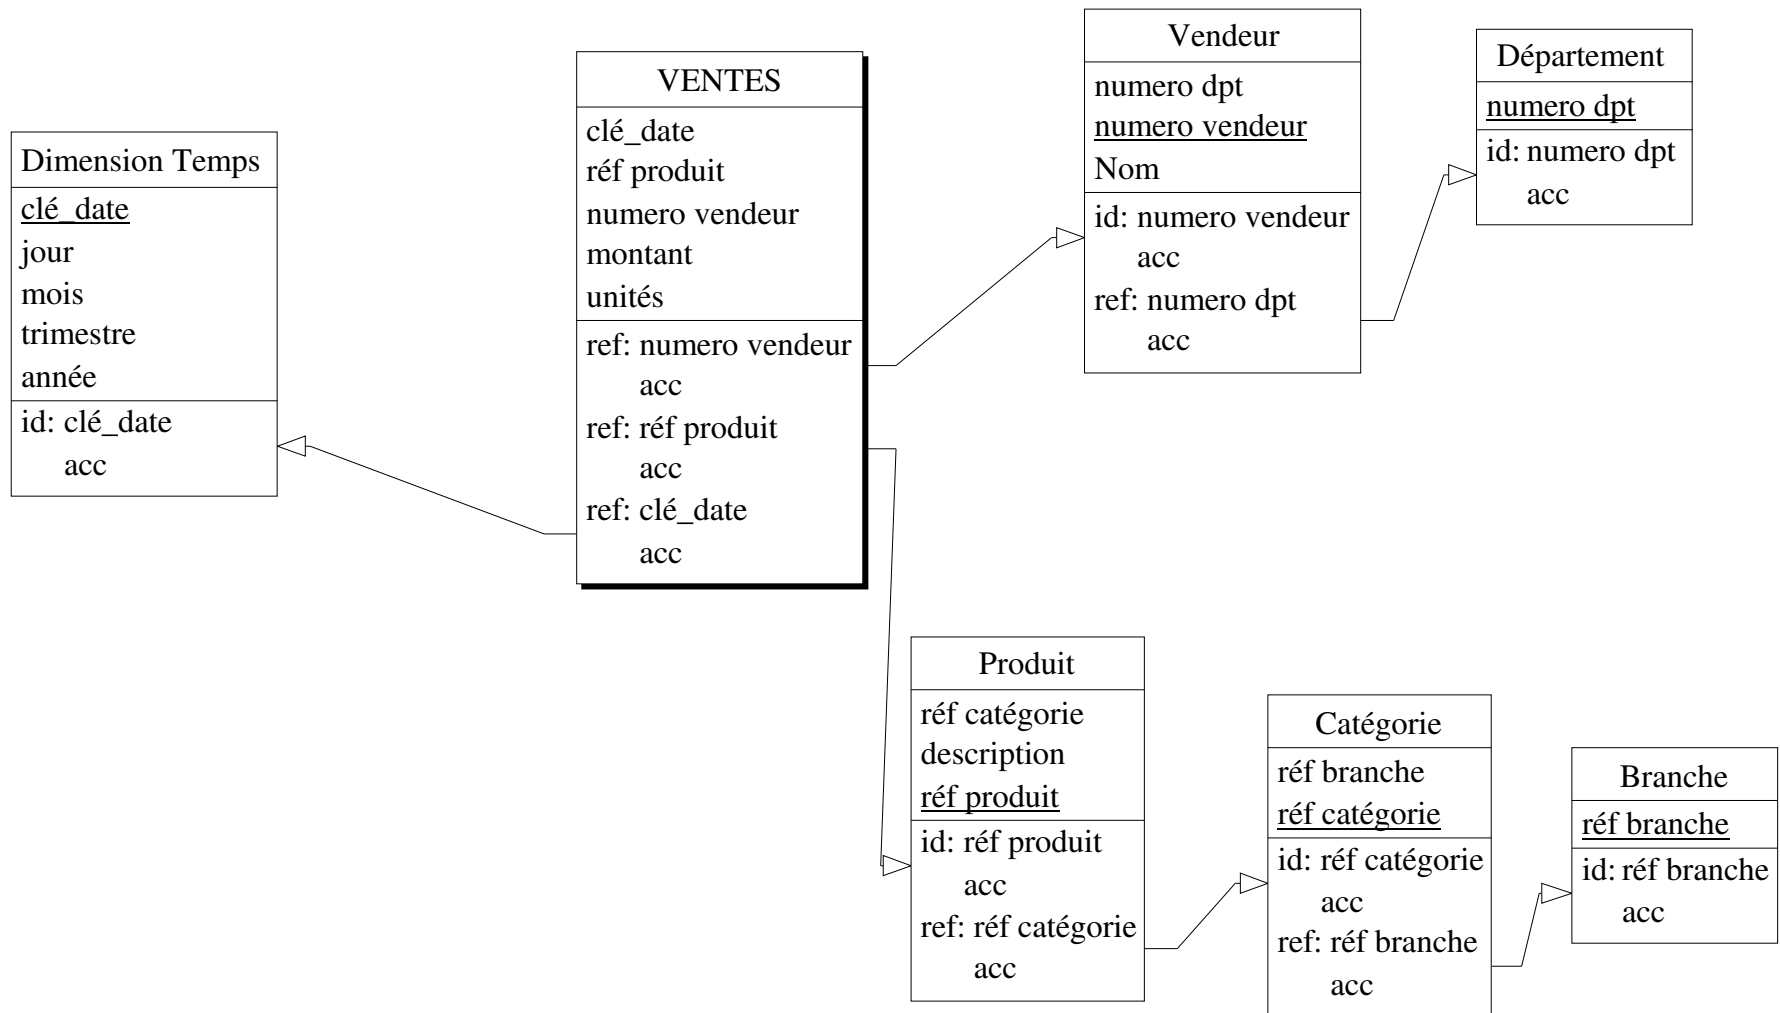 Dimension Temps
clé_date
jour
mois
trimestre
année
id: clé_date
acc
VENTES
clé_date
réf produit
numero vendeur
montant
unités
ref: numero vendeur
acc
ref: réf produit
acc
ref: clé_date
acc
Vendeur
numero dpt
numero vendeur
Nom
id: numero vendeur
acc
ref: numero dpt
acc
Département
numero dpt
id: numero dpt
acc
Produit
réf catégorie
description
réf produit
id: réf produit
acc
ref: réf catégorie
acc
Catégorie
réf branche
réf catégorie
id: réf catégorie
acc
ref: réf branche
acc
Branche
réf branche
id: réf branche
acc